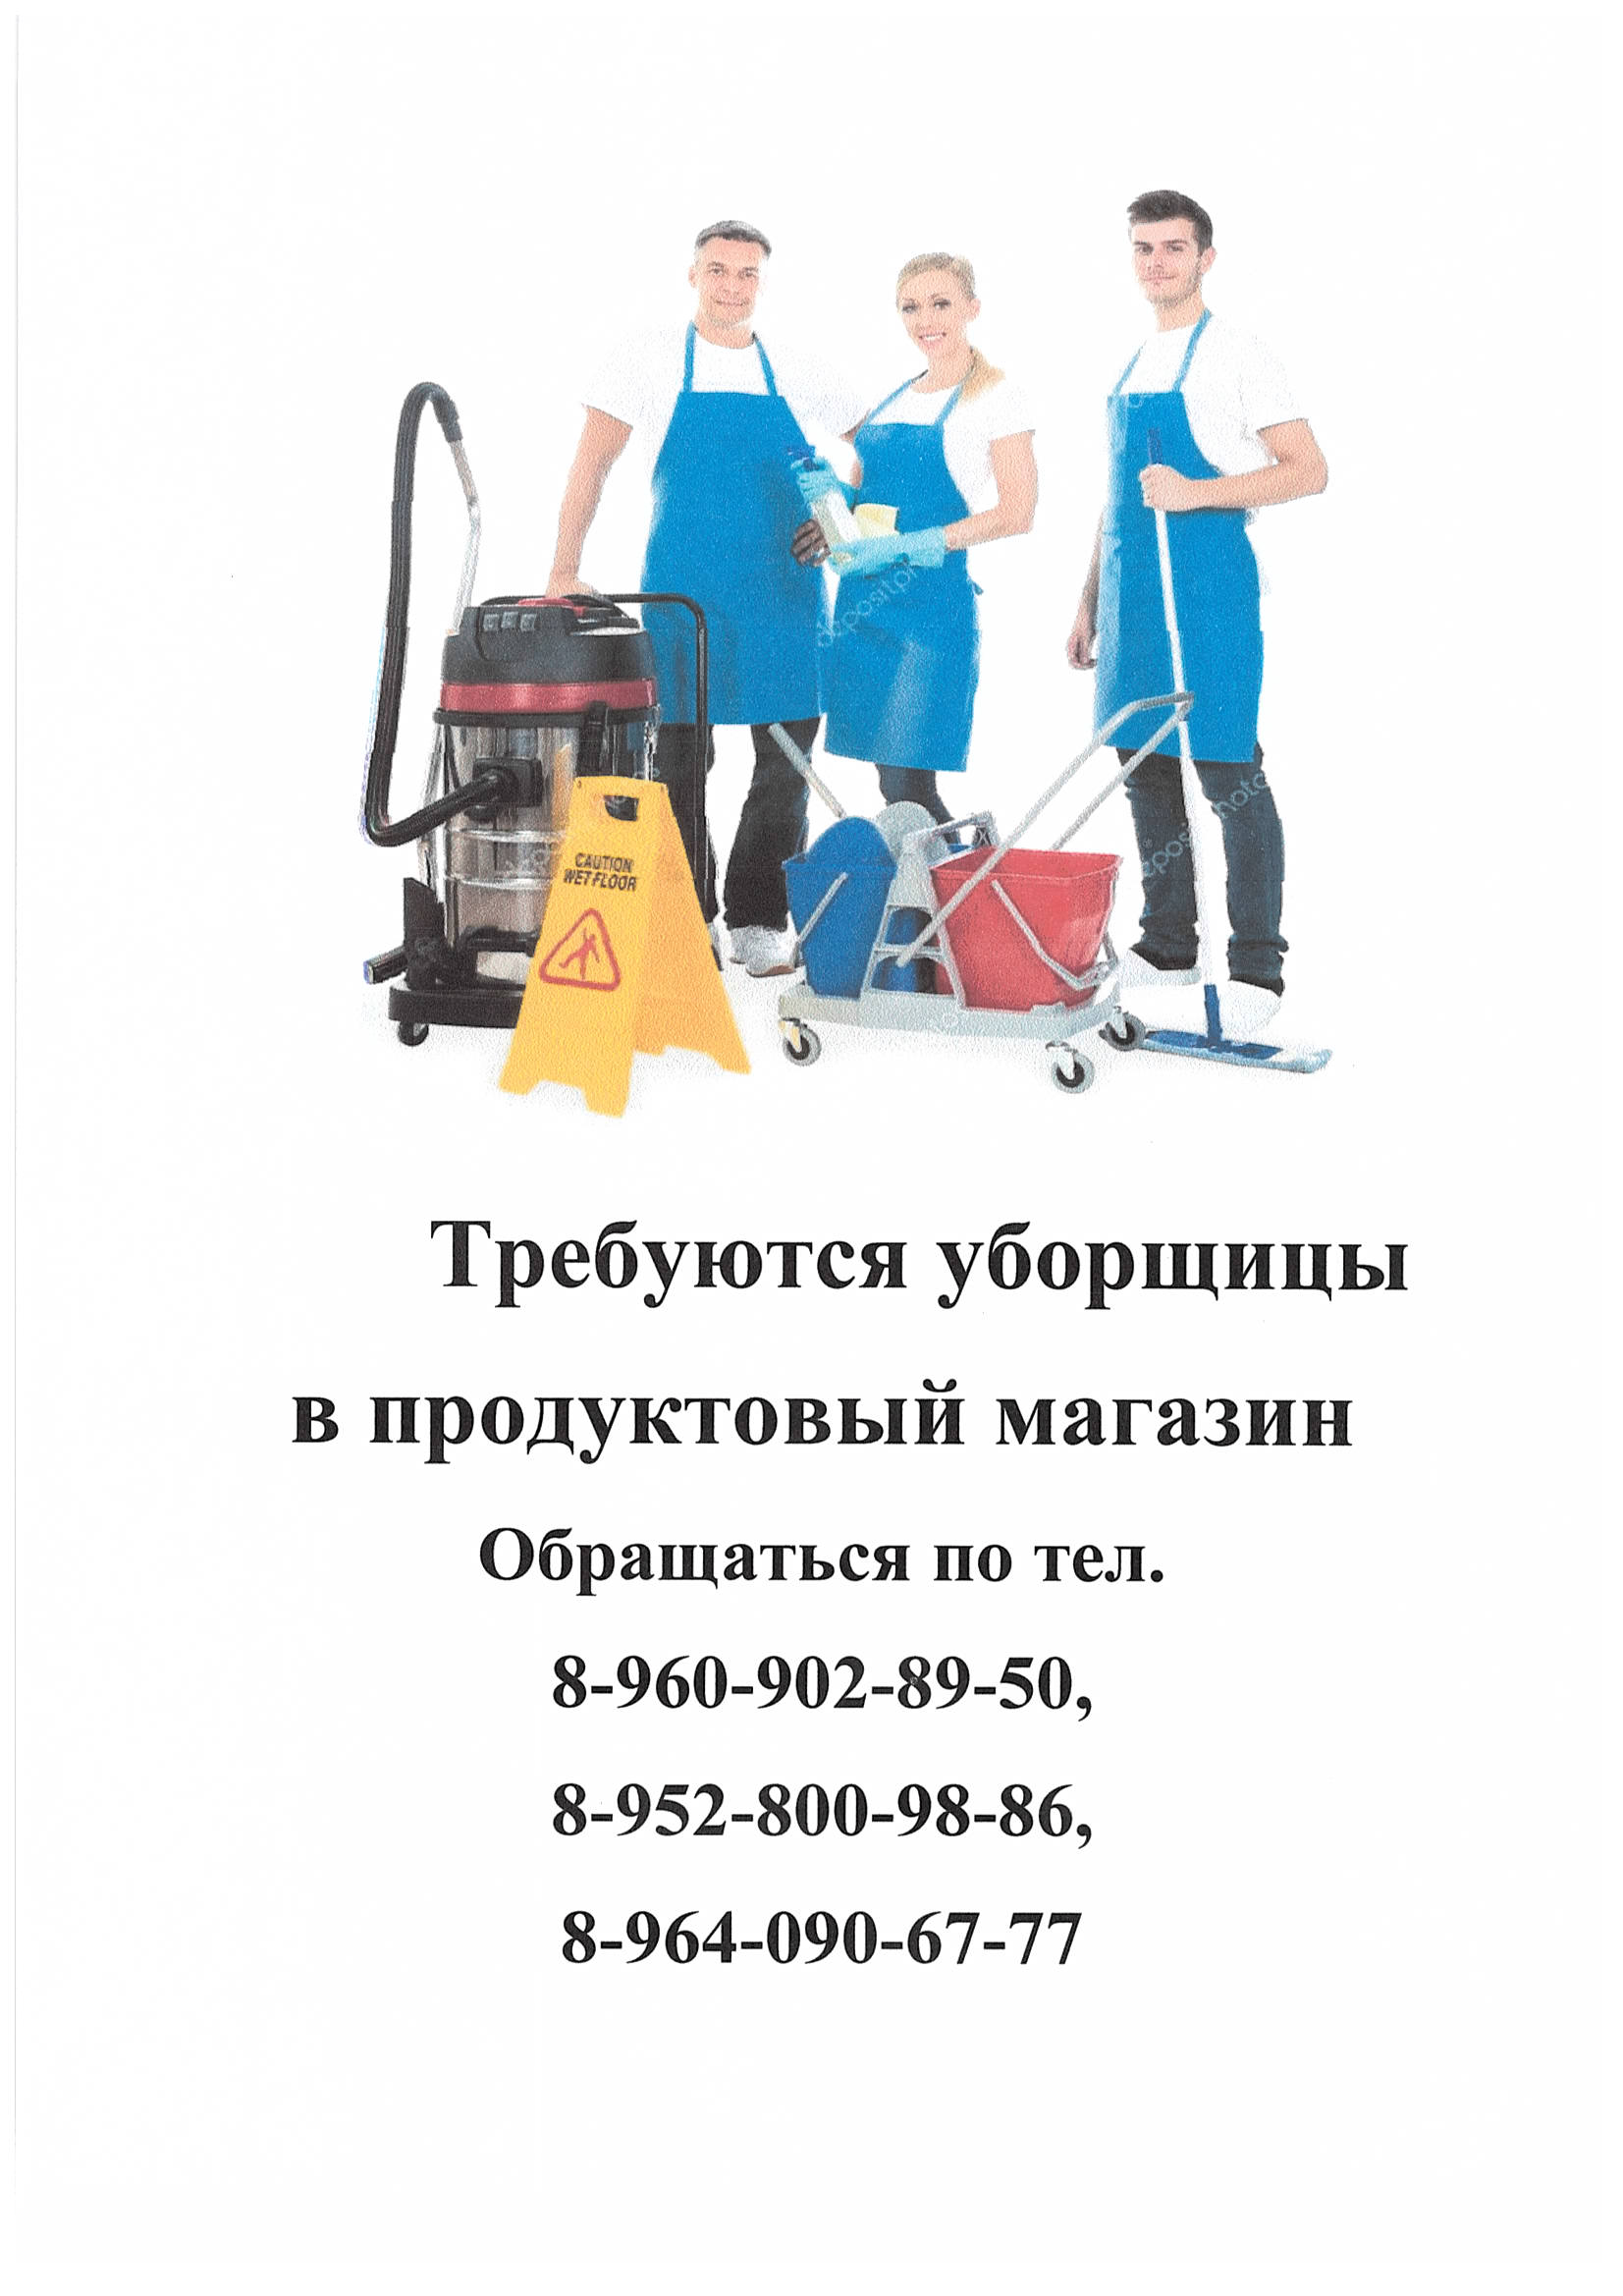 CAUTION
WET FLOOR
depositphotos
Требуются уборщицы
в продуктовый магазин
Обращаться по тел.
8-960-902-89-50,
8-952-800-98-86,
8-964-090-67-77